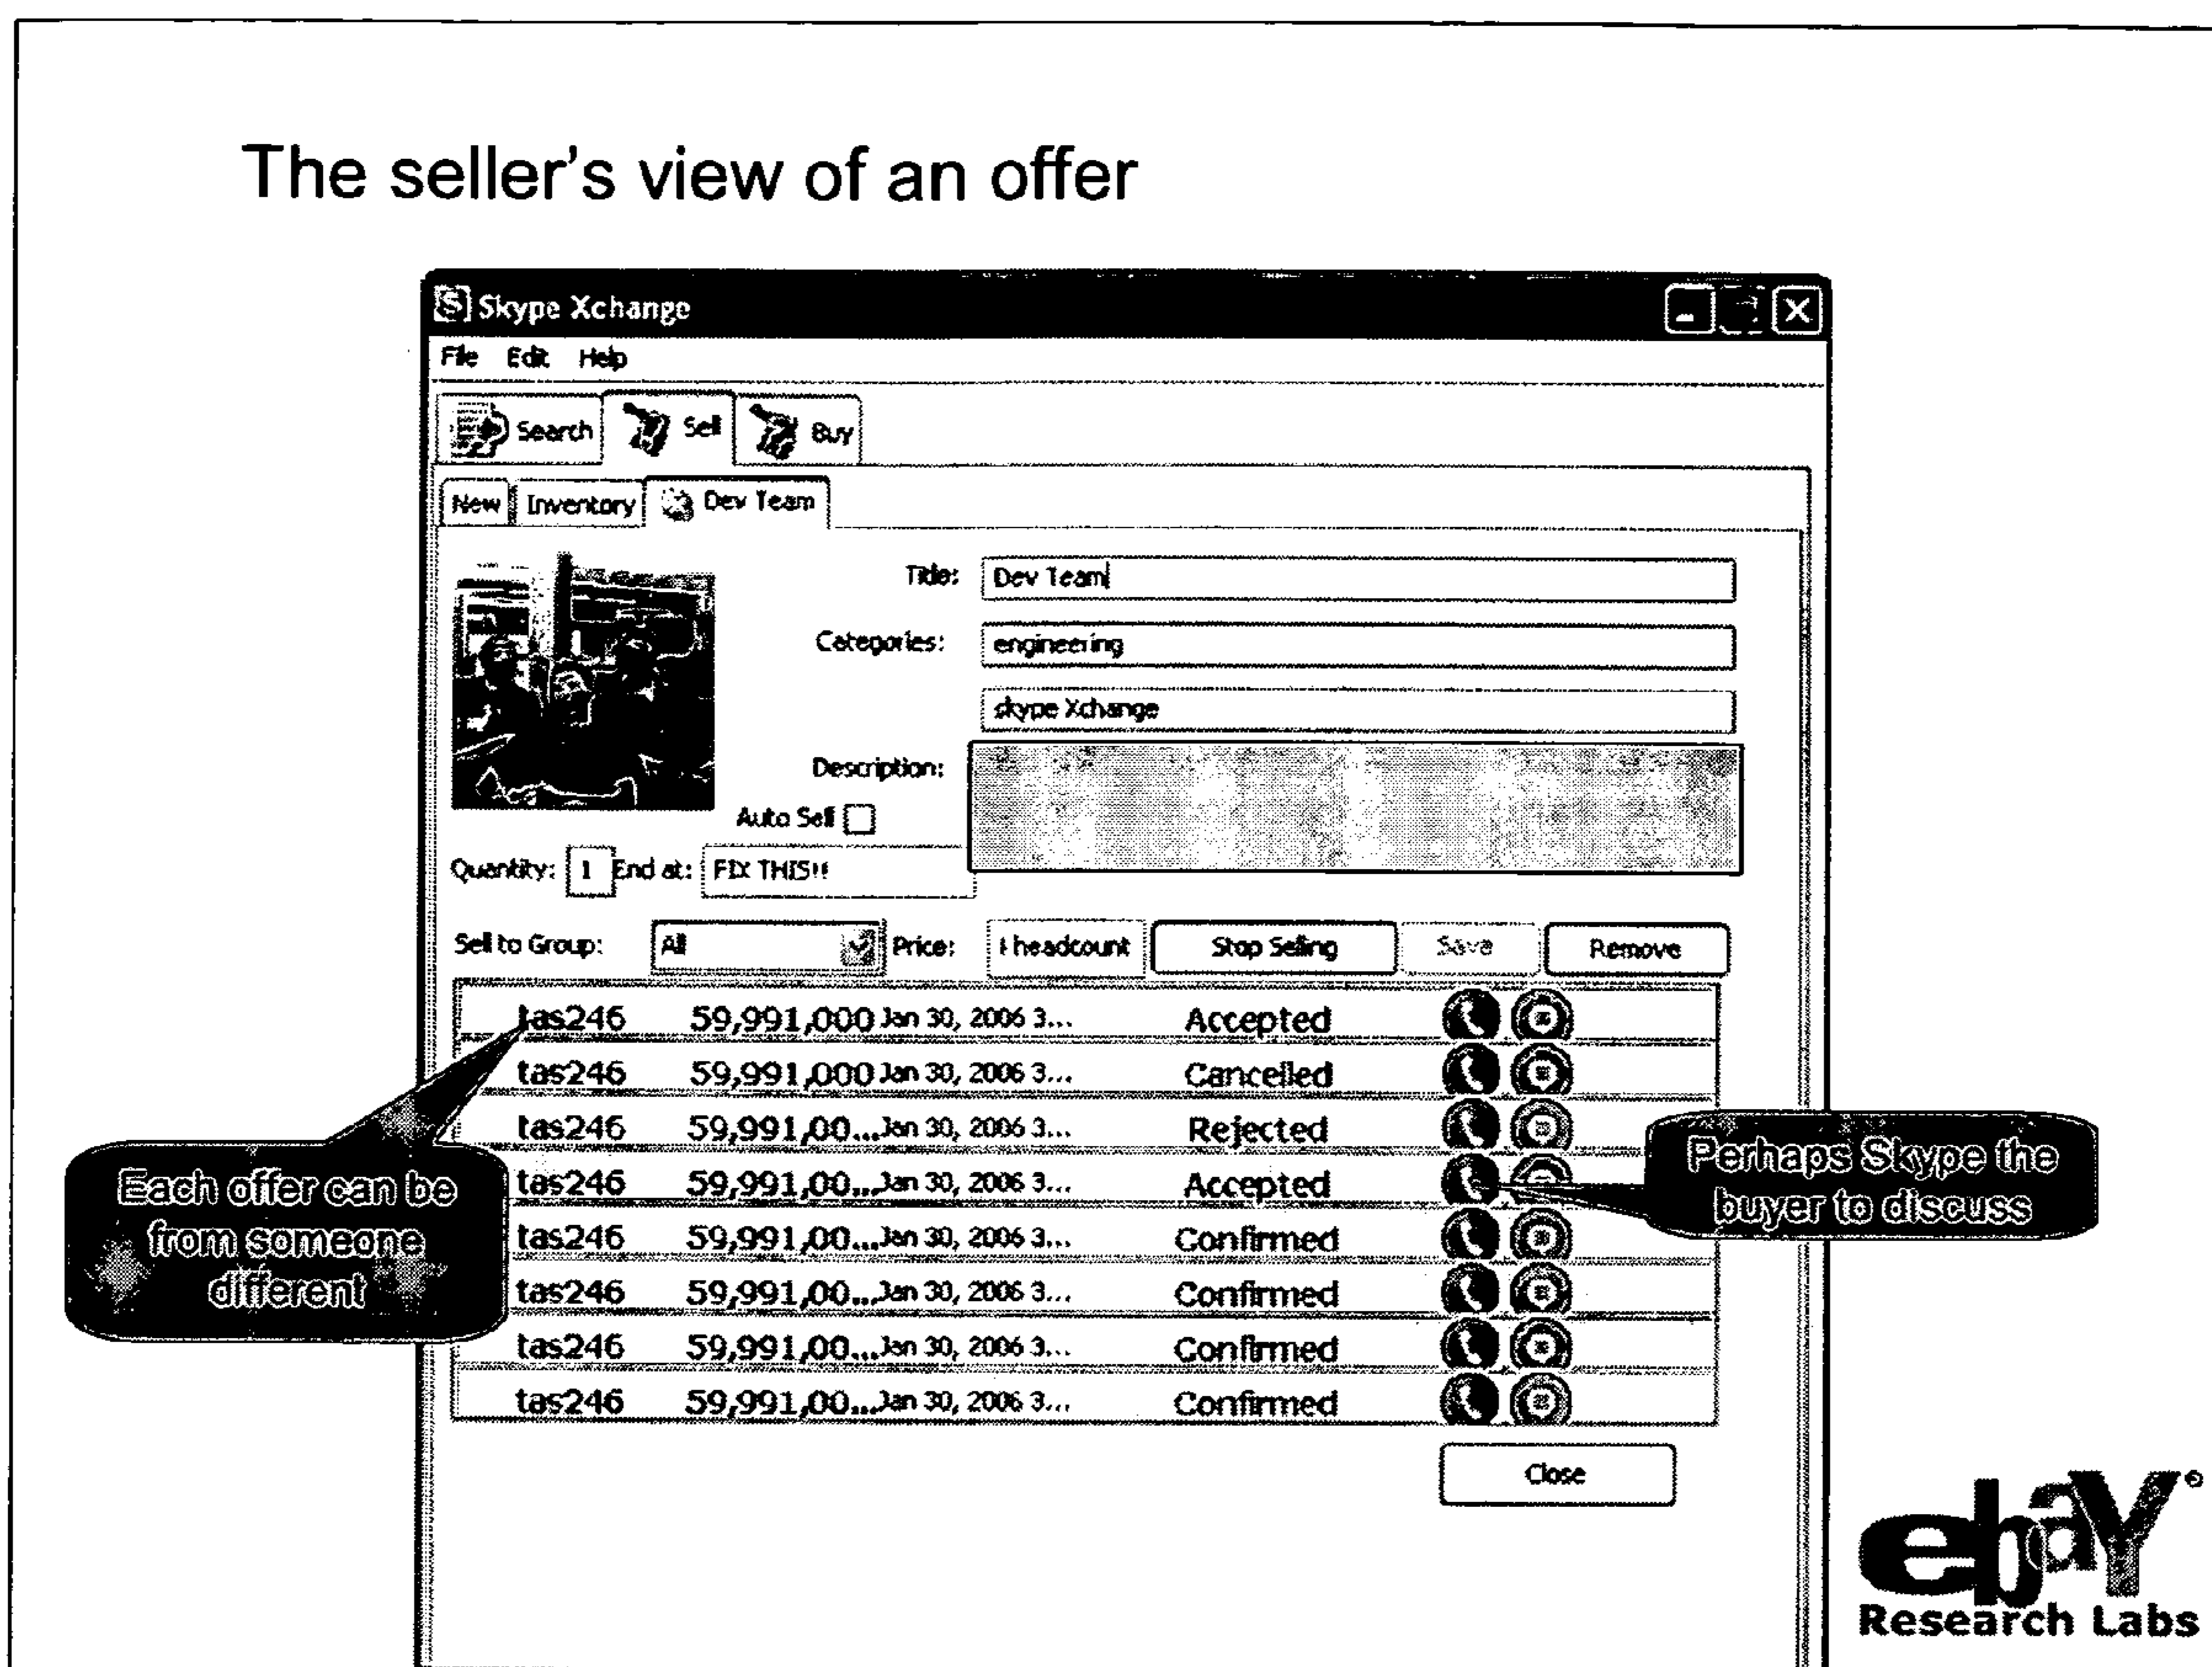 The seller's view of an offer
Skype Xchange
File Edit Help
Search Sell Buy
New Inventory Dev Team
Title: Dev Team
Categories: engineering
skype Xchange
Description:
Auto Sell
Quantity: 1 End at: FIX THIS!!
Sell to Group: All Price: headcount Stop Selling Save Remove
tas246 59,991,000 Jan 30, 2006 3... Accepted
tas246 59,991,000 Jan 30, 2006 3... Cancelled
tas246 59,991,00... Jan 30, 2006 3... Rejected
tas246 59,991,00... Jan 30, 2006 3... Accepted
tas246 59,991,00... Jan 30, 2006 3... Confirmed
tas246 59,991,00... Jan 30, 2006 3... Confirmed
tas246 59,991,00... Jan 30, 2006 3... Confirmed
tas246 59,991,00... Jan 30, 2006 3... Confirmed
Each offer can be
from someone
different
Perhaps Skype the
buyer to discuss
Close
ebaY®
Research Labs